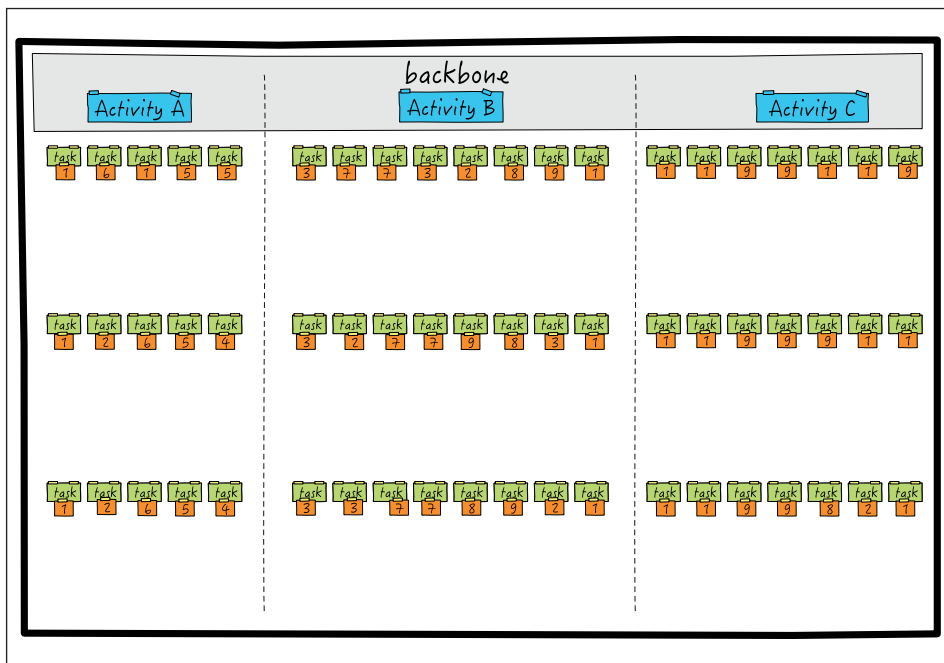 backbone
Activity A Activity B Activity C
task task task task task task task task task task task task task task task task task task task task
1 6 1 5 5 3 7 7 3 2 8 9 1 1 1 9 9 1 1 9
task task task task task task task task task task task task task task task task task task task task
1 2 6 5 4 3 2 7 7 9 8 3 1 1 1 9 9 9 1 1
task task task task task task task task task task task task task task task task task task task task
1 2 6 5 4 3 3 7 7 8 9 2 1 1 1 9 9 8 2 1